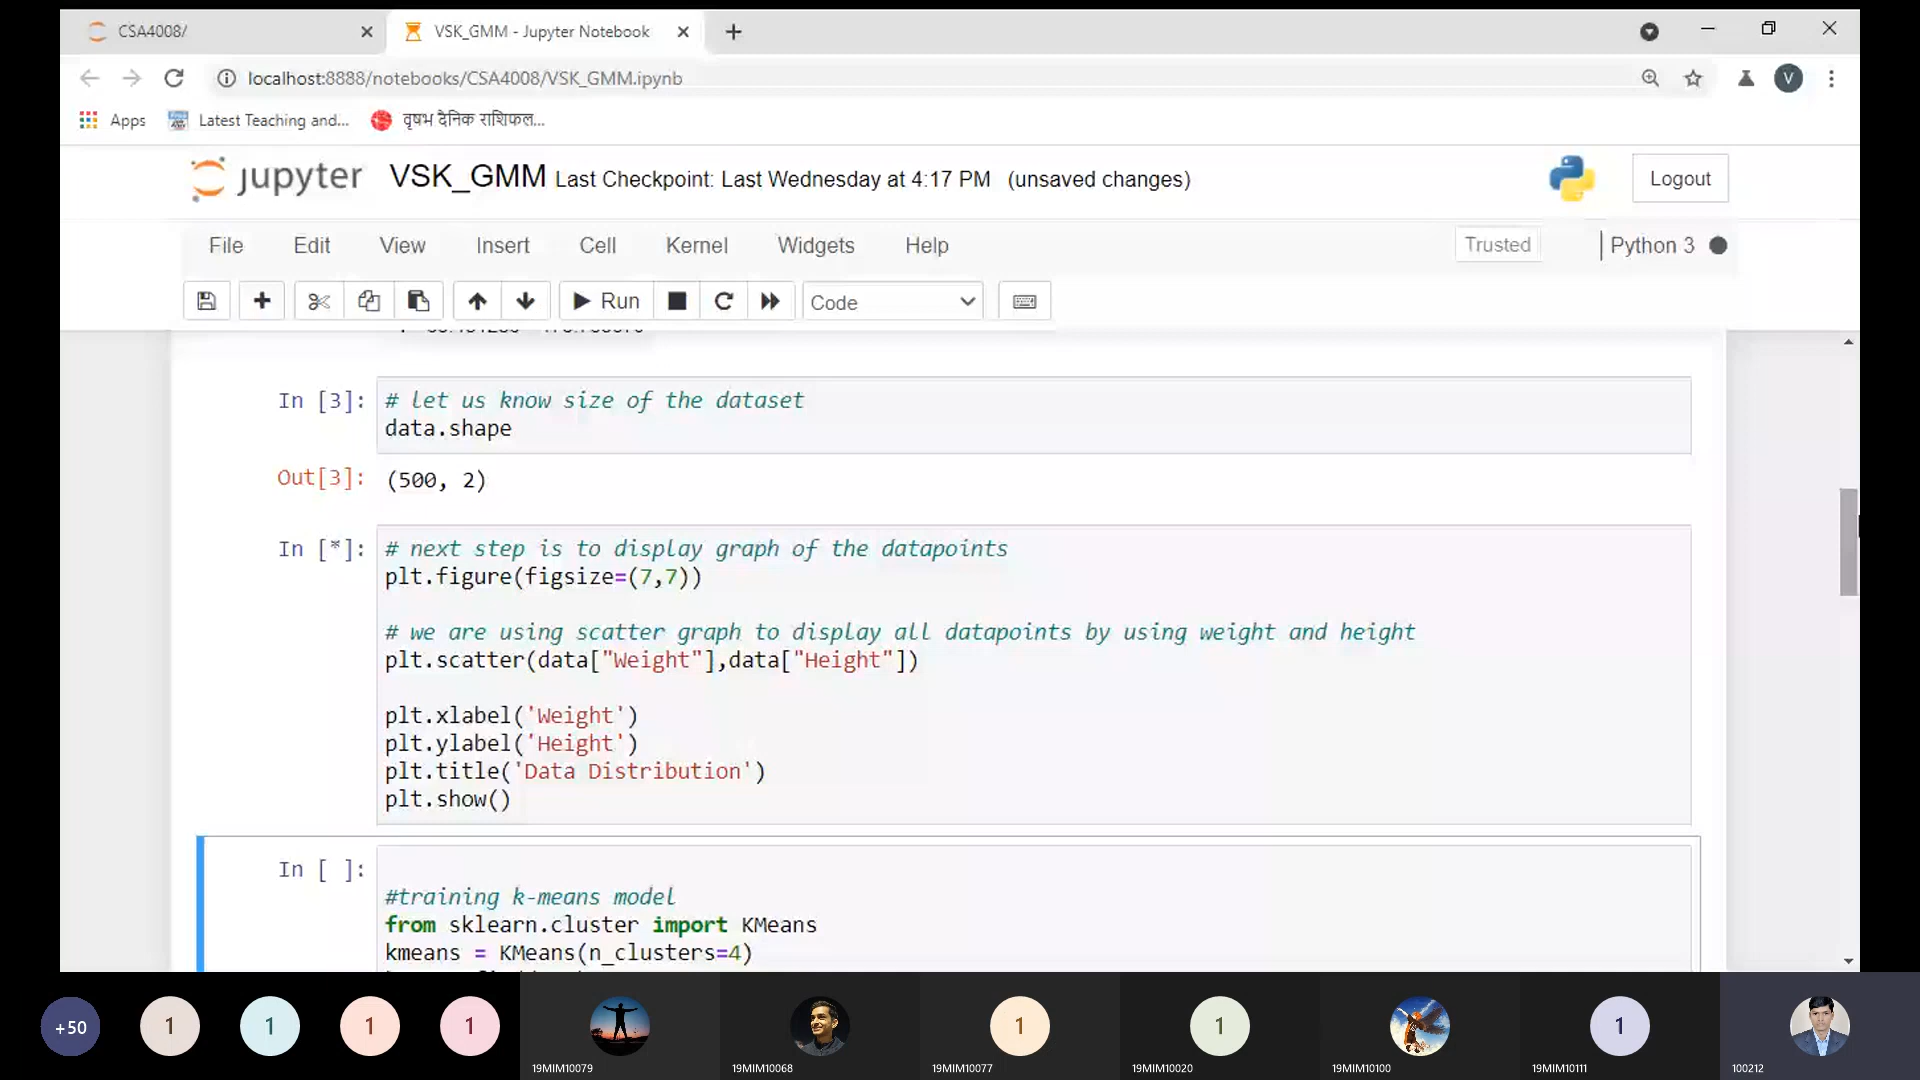 CSA4008/
VSK_GMM - Jupyter Notebook
localhost:8888/notebooks/CSA4008/VSK_GMM.ipynb
V
Apps
Latest Teaching and...
वृषभ दैनिक राशिफल...
jupyter
VSK_GMM Last Checkpoint: Last Wednesday at 4:17 PM (unsaved changes)
Logout
File Edit View Insert Cell Kernel Widgets Help
Trusted
Python 3
Run
Code
In [3]:
# let us know size of the dataset
data.shape
Out[3]: (500, 2)
In [*]:
# next step is to display graph of the datapoints
plt.figure(figsize=(7,7))
# we are using scatter graph to display all datapoints by using weight and height
plt.scatter(data["Weight"],data["Height"])
plt.xlabel('Weight')
plt.ylabel('Height')
plt.title('Data Distribution')
plt.show()
In [ ]:
#training k-means model
from sklearn.cluster import KMeans
kmeans = KMeans(n_clusters=4)
+50
1
1
1
1
1
1
1
19MIM10079
19MIM10068
19MIM10077
19MIM10020
19MIM10100
19MIM10111
100212